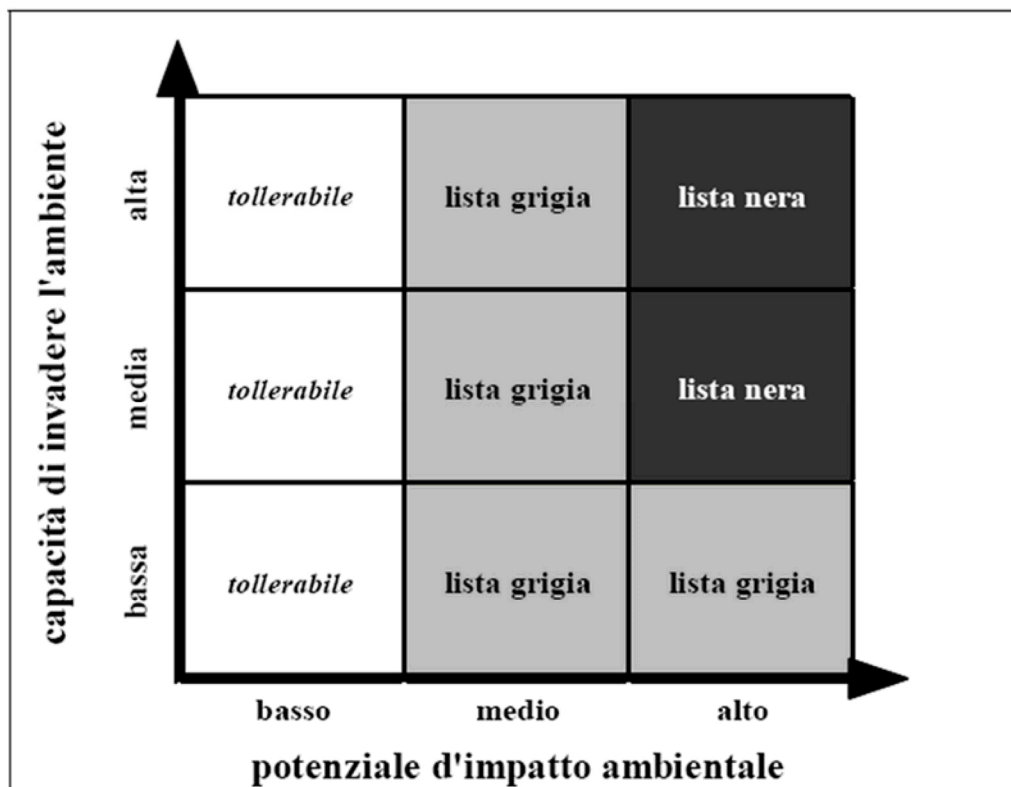 capacità di invadere l'ambiente
alta
tollerabile
lista grigia
lista nera
media
tollerabile
lista grigia
lista nera
bassa
tollerabile
lista grigia
lista grigia
basso
medio
alto
potenziale d'impatto ambientale